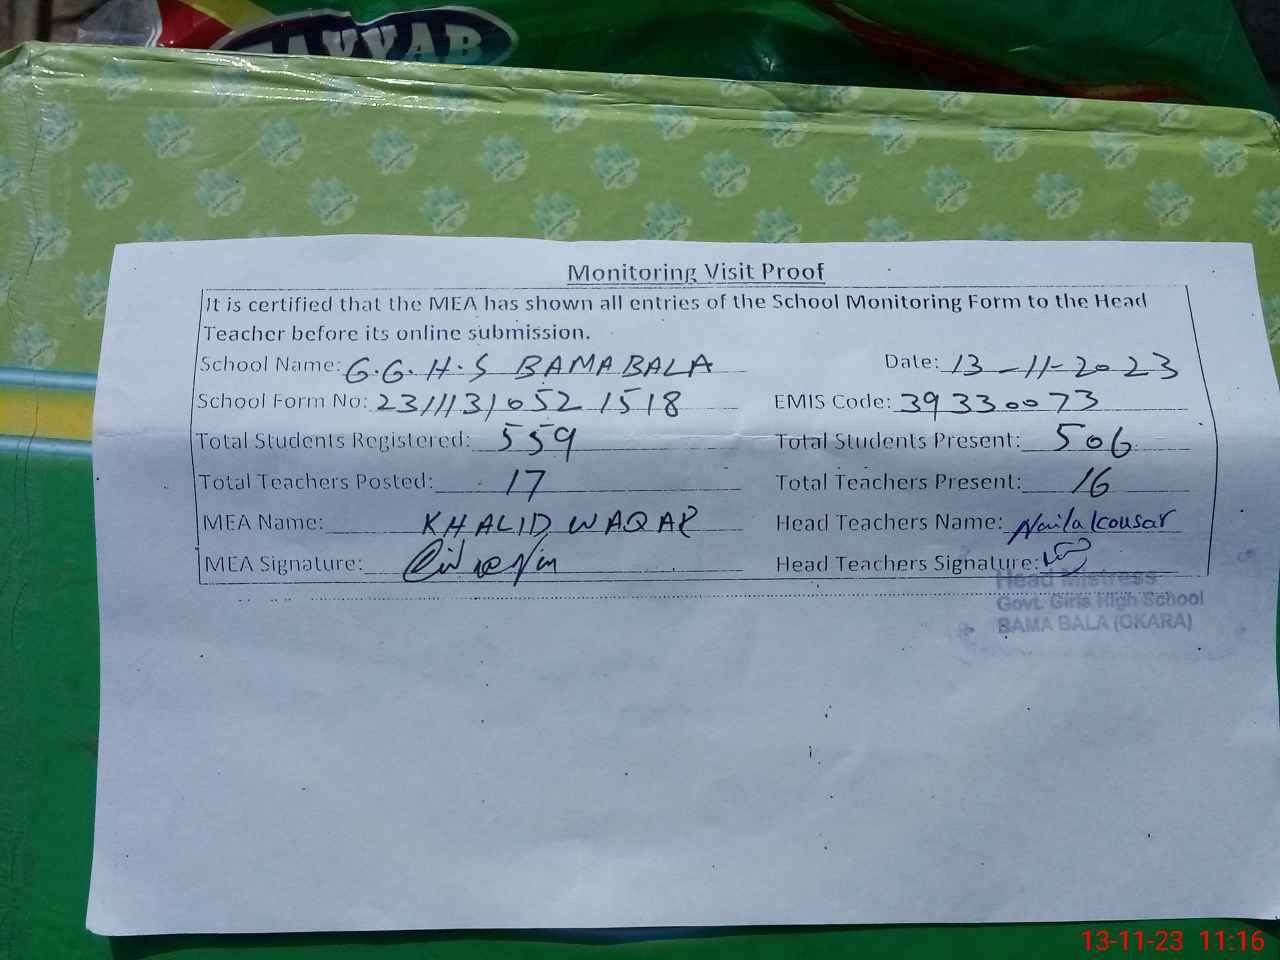 TAYYAB
Monitoring Visit Proof
It is certified that the MEA has shown all entries of the School Monitoring Form to the Head
Teacher before its online submission.
School Name: G.G.H.S BAMABALA Date: 13-11-2023
School Form No: 23111310521518 EMIS Code: 39330073
Total Students Registered: 559 Total Students Present: 506
Total Teachers Posted: 17 Total Teachers Present: 16
MEA Name: KHALID WAQAR Head Teachers Name: Naila Kousar
MEA Signature: Head Teachers Signature:
Head Mistress
Govt. Girls High School
BAMA BALA (OKARA)
13-11-23 11:16